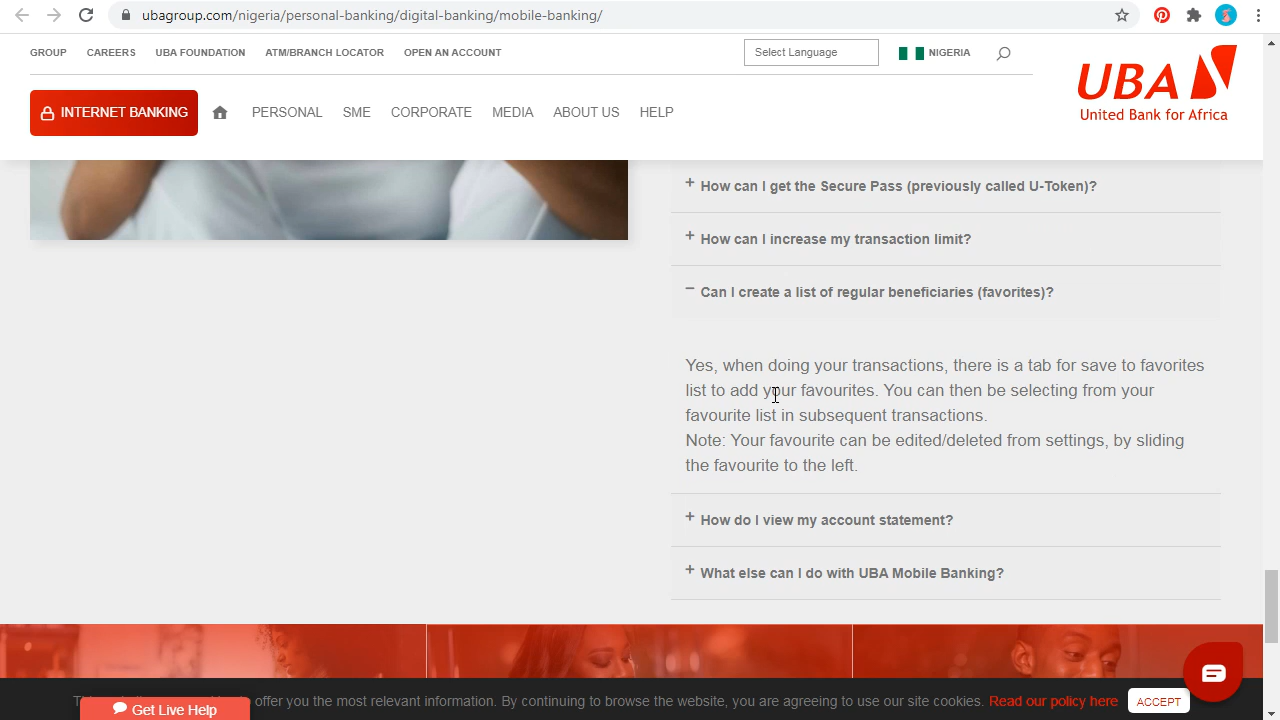 ubagroup.com/nigeria/personal-banking/digital-banking/mobile-banking/
GROUP CAREERS UBA FOUNDATION ATM/BRANCH LOCATOR OPEN AN ACCOUNT
Select Language
NIGERIA
UBA
United Bank for Africa
INTERNET BANKING
PERSONAL SME CORPORATE MEDIA ABOUT US HELP
+ How can I get the Secure Pass (previously called U-Token)?
+ How can I increase my transaction limit?
− Can I create a list of regular beneficiaries (favorites)?
Yes, when doing your transactions, there is a tab for save to favorites
list to add your favourites. You can then be selecting from your
favourite list in subsequent transactions.
Note: Your favourite can be edited/deleted from settings, by sliding
the favourite to the left.
+ How do I view my account statement?
+ What else can I do with UBA Mobile Banking?
offer you the most relevant information. By continuing to browse the website, you are agreeing to use our site cookies. Read our policy here
ACCEPT
Get Live Help